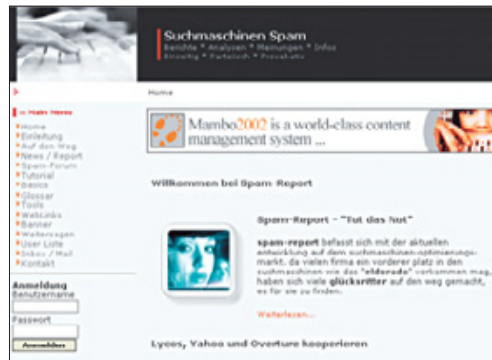 Suchmaschinen Spam
Berichte * Analysen * Meinungen * Infos
Einseitig * Parteiisch * Provokativ
Home
Main Menu
Home
Einleitung
Auf den Weg
News / Report
Spam-Forum
Tutorial
Basics
Glossar
Tools
WebLinks
Banner
Weitersagen
User Liste
Inbox / Mail
Kontakt
Anmeldung
Benutzername
Passwort
Anmelden
Mambo2002 is a world-class content
management system ...
Willkommen bei Spam-Report
Spam-Report - "Tut das Not"
spam-report befasst sich mit der aktuellen
entwicklung auf dem suchmaschinen-optimierungs-
markt. da vielen firma ein vorderer platz in den
suchmaschinen wie das "eldorado" vorkommen mag,
haben sich viele glücksritter auf den weg gemacht,
es für sie zu finden.
Weiterlesen...
Lycos, Yahoo und Overture kooperieren